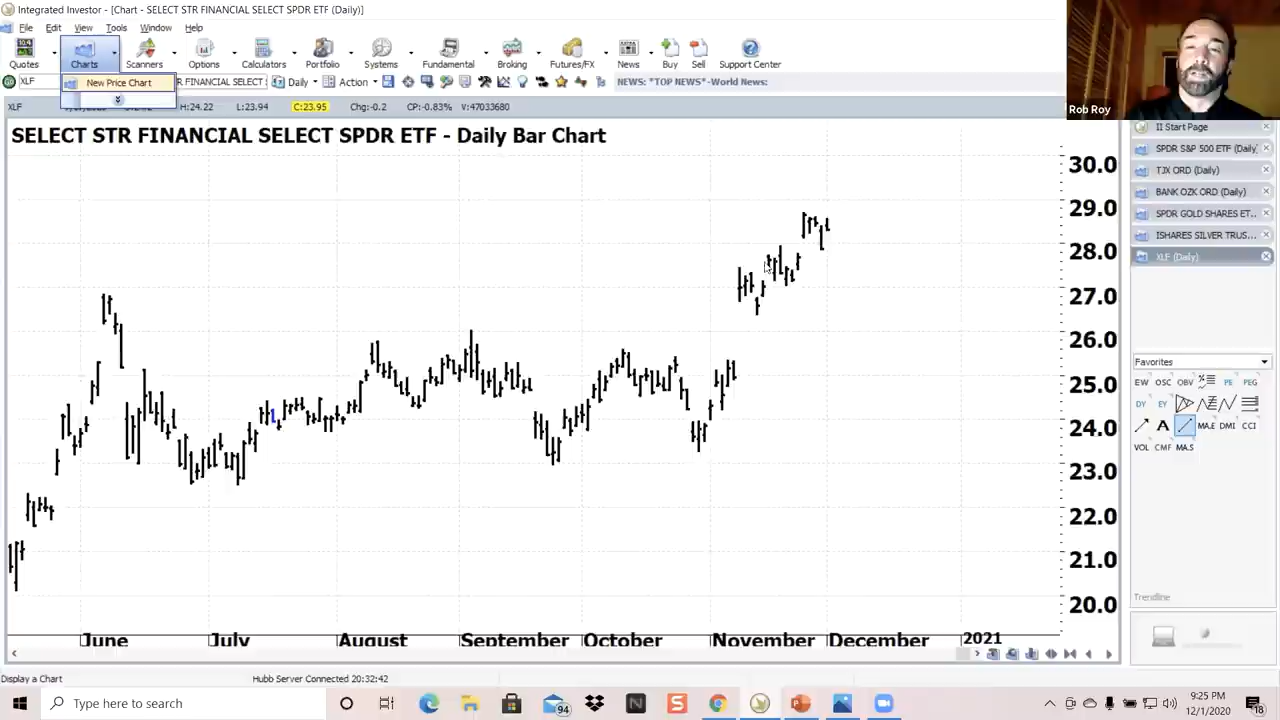 Integrated Investor - [Chart - SELECT STR FINANCIAL SELECT SPDR ETF (Daily)]
File Edit View Tools Window Help
Quotes Charts Scanners Options Calculators Portfolio Systems Fundamental Broking Futures/FX News Buy Sell Support Center
XLF New Price Chart R FINANCIAL SELECT Daily Action NEWS: *TOP NEWS*-World News:
XLF H:24.22 L:23.94 C:23.95 Chg:-0.2 CP:-0.83% V:47033680
Rob Roy
SELECT STR FINANCIAL SELECT SPDR ETF - Daily Bar Chart
30.0
29.0
28.0
27.0
26.0
25.0
24.0
23.0
22.0
21.0
20.0
June July August September October November December 2021
II Start Page
SPDR S&P 500 ETF (Daily)
TJX ORD (Daily)
BANK OZK ORD (Daily)
SPDR GOLD SHARES ET...
ISHARES SILVER TRUS...
XLF (Daily)
Favorites
EW OSC OBV PE PEG
DY EY
A MA.E DMI CCI
VOL CMF MA.S
Trendline
Display a Chart Hubb Server Connected 20:32:42
Type here to search
94
9:25 PM
12/1/2020
18